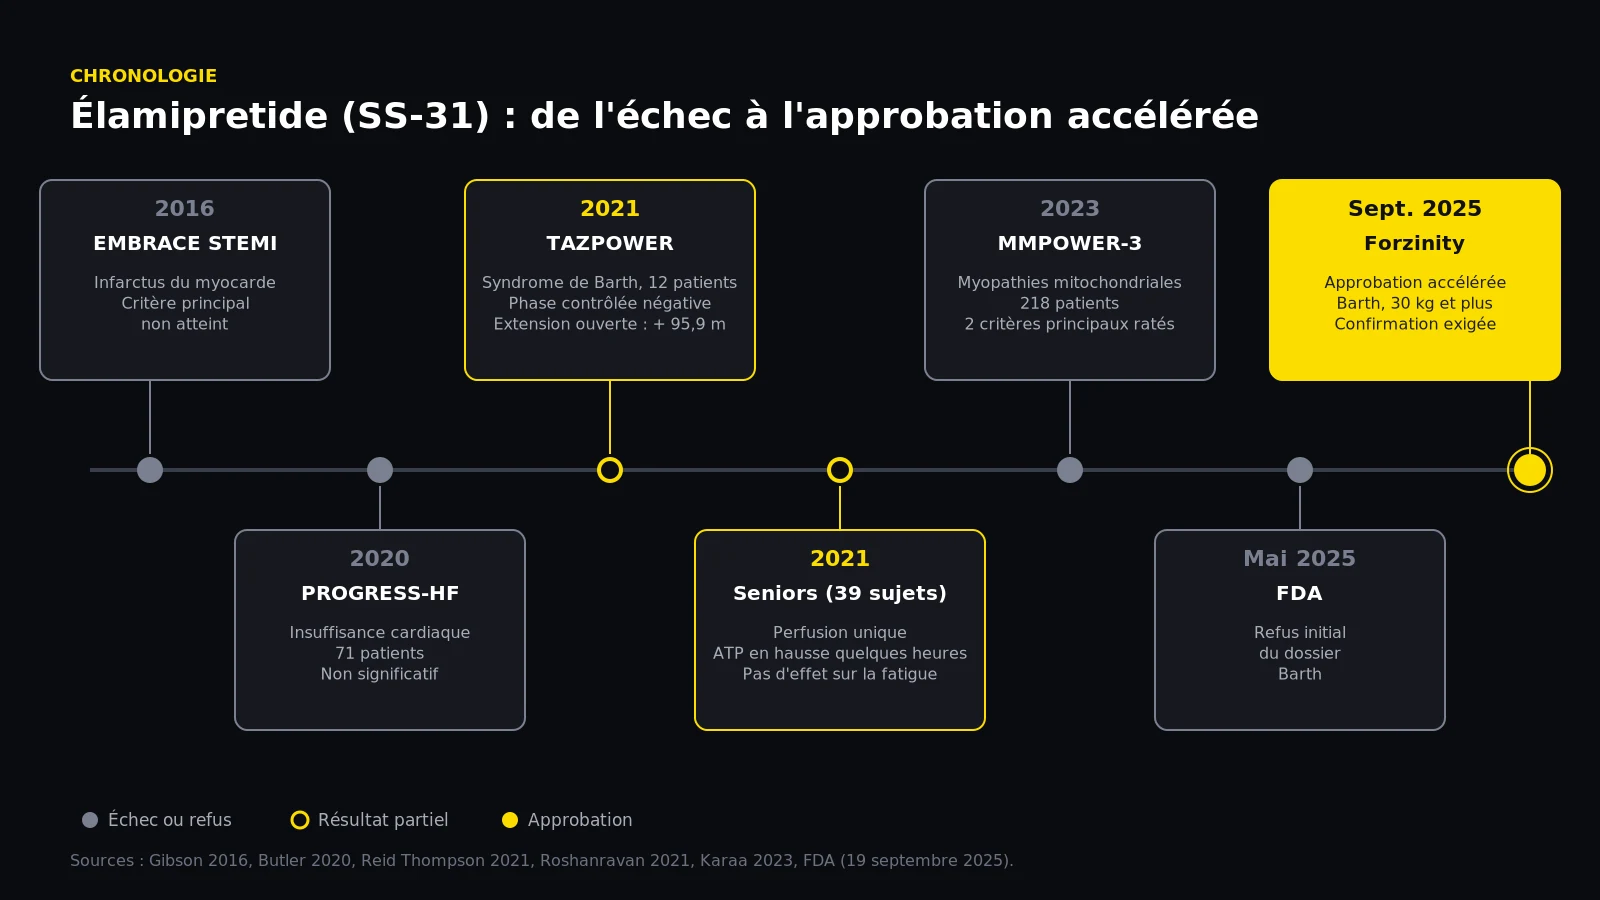 CHRONOLOGIE
Élamipretide (SS-31) : de l'échec à l'approbation accélérée
2016
EMBRACE STEMI
Infarctus du myocarde
Critère principal
non atteint
2021
TAZPOWER
Syndrome de Barth, 12 patients
Phase contrôlée négative
Extension ouverte : + 95,9 m
2023
MMPOWER-3
Myopathies mitochondriales
218 patients
2 critères principaux ratés
Sept. 2025
Forzinity
Approbation accélérée
Barth, 30 kg et plus
Confirmation exigée
2020
PROGRESS-HF
Insuffisance cardiaque
71 patients
Non significatif
2021
Seniors (39 sujets)
Perfusion unique
ATP en hausse quelques heures
Pas d'effet sur la fatigue
Mai 2025
FDA
Refus initial
du dossier
Barth
Échec ou refus
Résultat partiel
Approbation
Sources : Gibson 2016, Butler 2020, Reid Thompson 2021, Roshanravan 2021, Karaa 2023, FDA (19 septembre 2025).